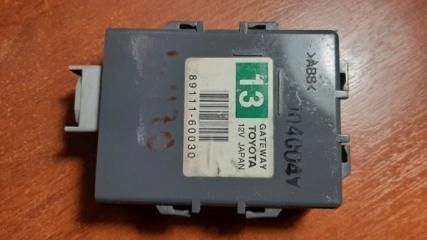 13
GATEWAY
TOYOTA
12V JAPAN
89111-60030
>ABS<